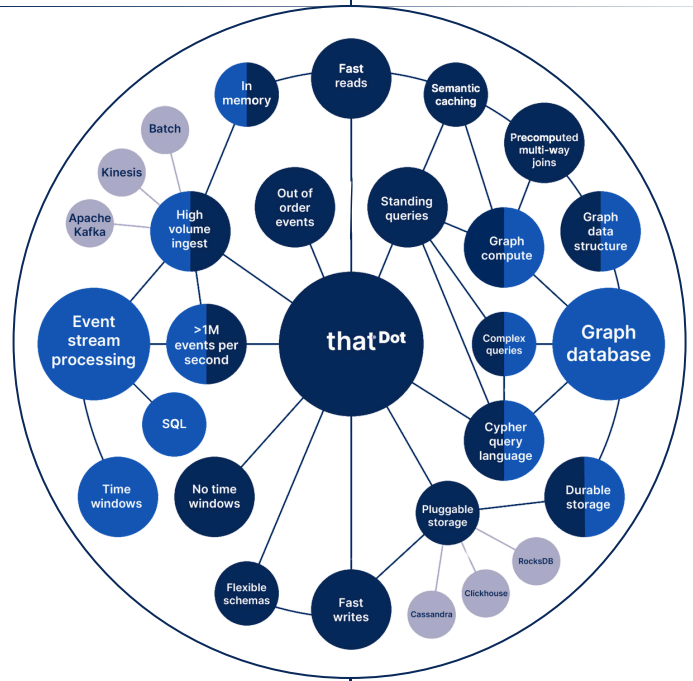 Fast
reads
In
memory
Semantic
caching
Batch
Precomputed
multi-way
joins
Kinesis
Out of
order
events
Standing
queries
Apache
Kafka
High
volume
ingest
Graph
compute
Graph
data
structure
Event
stream
processing
>1M
events per
second
thatDot
Complex
queries
Graph
database
SQL
Cypher
query
language
Time
windows
No time
windows
Pluggable
storage
Durable
storage
RocksDB
Flexible
schemas
Fast
writes
Clickhouse
Cassandra